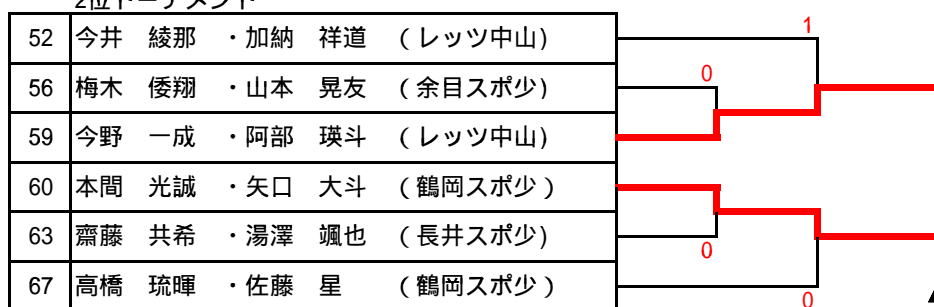 2位トーナメント
52 今井 綾那 ・加納 祥道 (レッツ中山) 1
56 梅木 倭翔 ・山本 晃友 (余目スポ少) 0
59 今野 一成 ・阿部 瑛斗 (レッツ中山)
60 本間 光誠 ・矢口 大斗 (鶴岡スポ少)
63 齋藤 共希 ・湯澤 颯也 (長井スポ少) 0
67 高橋 琉暉 ・佐藤 星 (鶴岡スポ少) 0